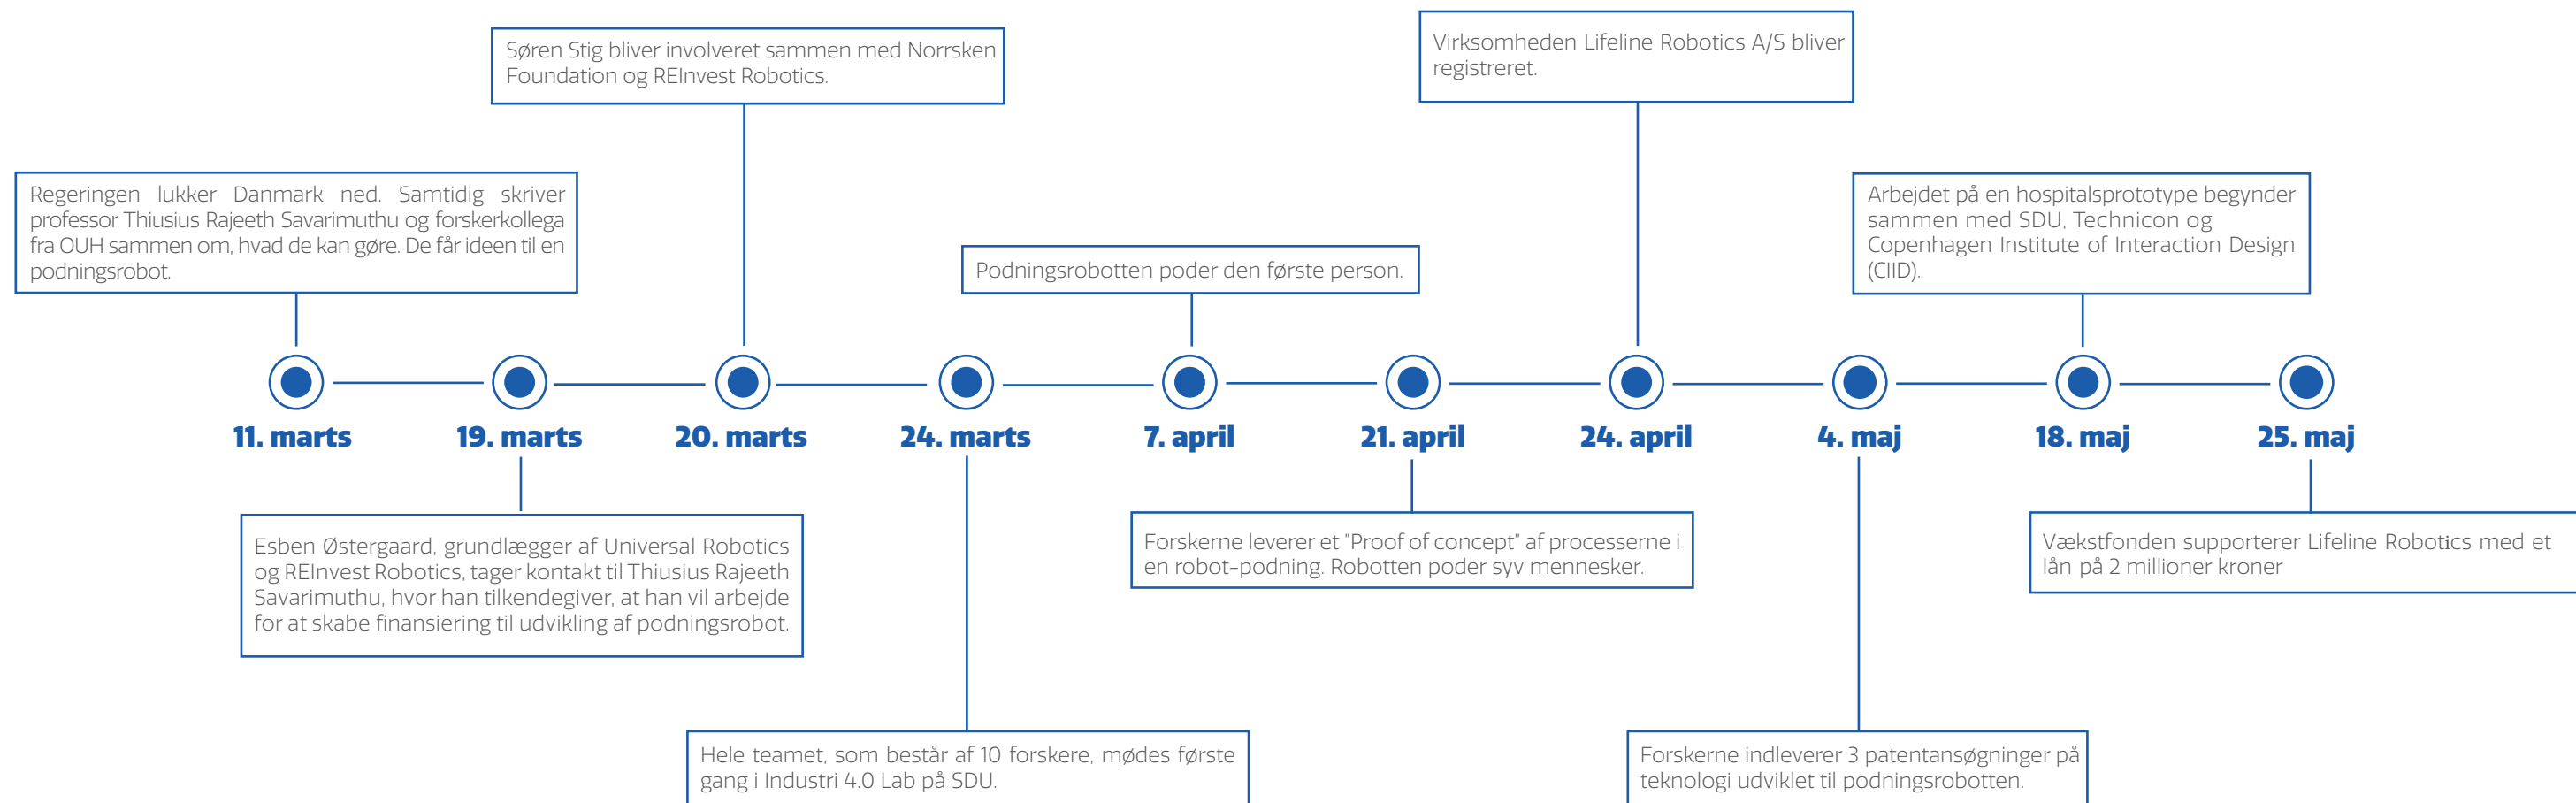 Søren Stig bliver involveret sammen med Norrsken
Foundation og REInvest Robotics.
Virksomheden Lifeline Robotics A/S bliver
registreret.
Regeringen lukker Danmark ned. Samtidig skriver
professor Thiusius Rajeeth Savarimuthu og forskerkollega
fra OUH sammen om, hvad de kan gøre. De får ideen til en
podningsrobot.
Podningsrobotten poder den første person.
Arbejdet på en hospitalsprototype begynder
sammen med SDU, Technicon og
Copenhagen Institute of Interaction Design
(CIID).
11. marts
19. marts
20. marts
24. marts
7. april
21. april
24. april
4. maj
18. maj
25. maj
Esben Østergaard, grundlægger af Universal Robotics
og REInvest Robotics, tager kontakt til Thiusius Rajeeth
Savarimuthu, hvor han tilkendegiver, at han vil arbejde
for at skabe finansiering til udvikling af podningsrobot.
Forskerne leverer et "Proof of concept" af processerne i
en robot-podning. Robotten poder syv mennesker.
Vækstfonden supporterer Lifeline Robotics med et
lån på 2 millioner kroner
Hele teamet, som består af 10 forskere, mødes første
gang i Industri 4.0 Lab på SDU.
Forskerne indleverer 3 patentansøgninger på
teknologi udviklet til podningsrobotten.